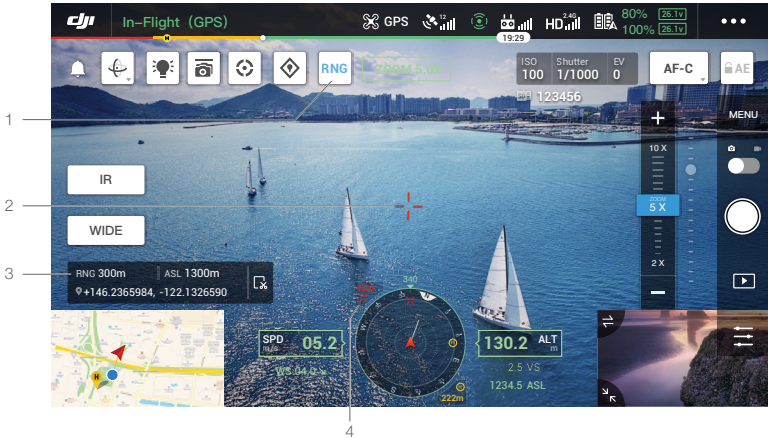 dji In-Flight (GPS) GPS 12 HD 2.4G 80% 26.1v
100% 26.1v
H 19:29
RNG ZOOM 5.0X ISO 100 Shutter 1/1000 EV 0 AF-C AE
1 123456 MENU
10 X
IR
2 ZOOM 5 X
WIDE
2 X
3 RNG 300m ASL 1300m
+146.2365984, -122.1326590
340
N
SPD m/s 05.2 130.2 ALT m
WS 04.0 2.5 VS
E
S
1234.5 ASL
H
222m
4